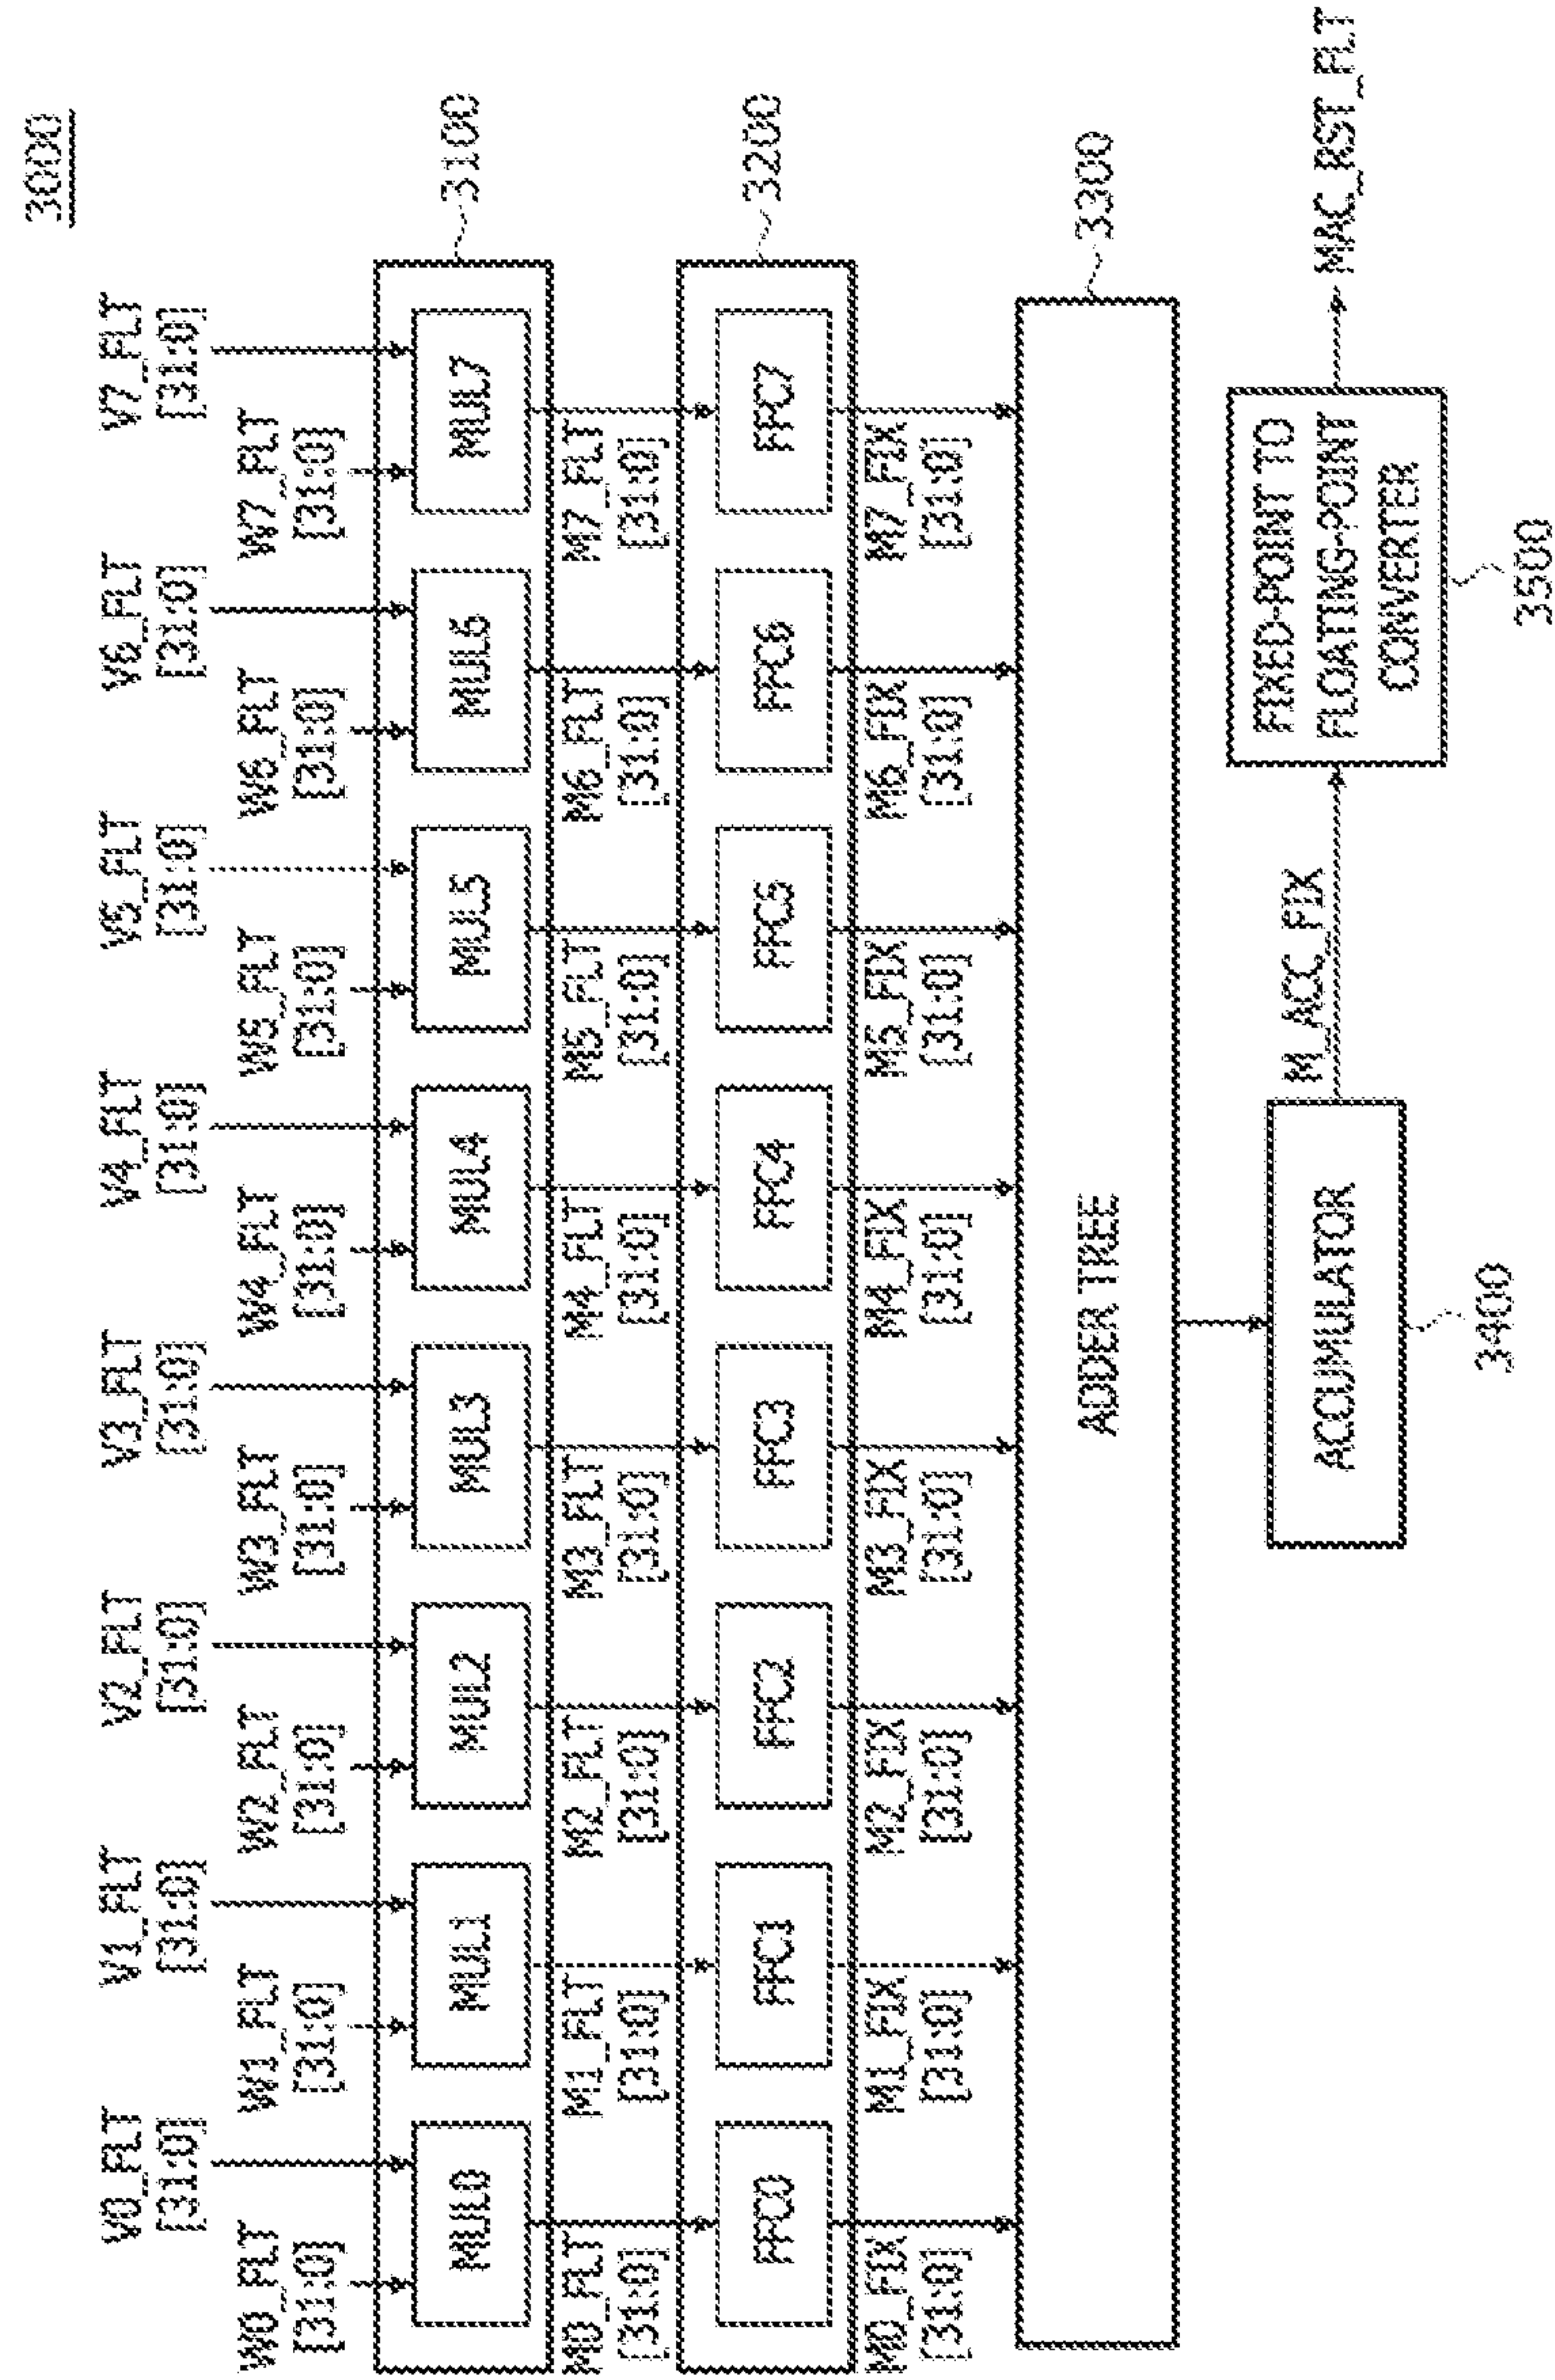 3000
V0_FLT
[31:0]
V1_FLT
[31:0]
V2_FLT
[31:0]
V3_FLT
[31:0]
V4_FLT
[31:0]
V5_FLT
[31:0]
V6_FLT
[31:0]
V7_FLT
[31:0]
W0_FLT
[31:0]
W1_FLT
[31:0]
W2_FLT
[31:0]
W3_FLT
[31:0]
W4_FLT
[31:0]
W5_FLT
[31:0]
W6_FLT
[31:0]
W7_FLT
[31:0]
MUL0
MUL1
MUL2
MUL3
MUL4
MUL5
MUL6
MUL7
3100
M0_FLT
[31:0]
M1_FLT
[31:0]
M2_FLT
[31:0]
M3_FLT
[31:0]
M4_FLT
[31:0]
M5_FLT
[31:0]
M6_FLT
[31:0]
M7_FLT
[31:0]
FFC0
FFC1
FFC2
FFC3
FFC4
FFC5
FFC6
FFC7
3200
M0_FIX
[31:0]
M1_FIX
[31:0]
M2_FIX
[31:0]
M3_FIX
[31:0]
M4_FIX
[31:0]
M5_FIX
[31:0]
M6_FIX
[31:0]
M7_FIX
[31:0]
ADDER TREE
3300
ACCUMULATOR
3400
M_ACC_FIX
FIXED-POINT TO
FLOATING-POINT
CONVERTER
3500
MAC_RST_FLT